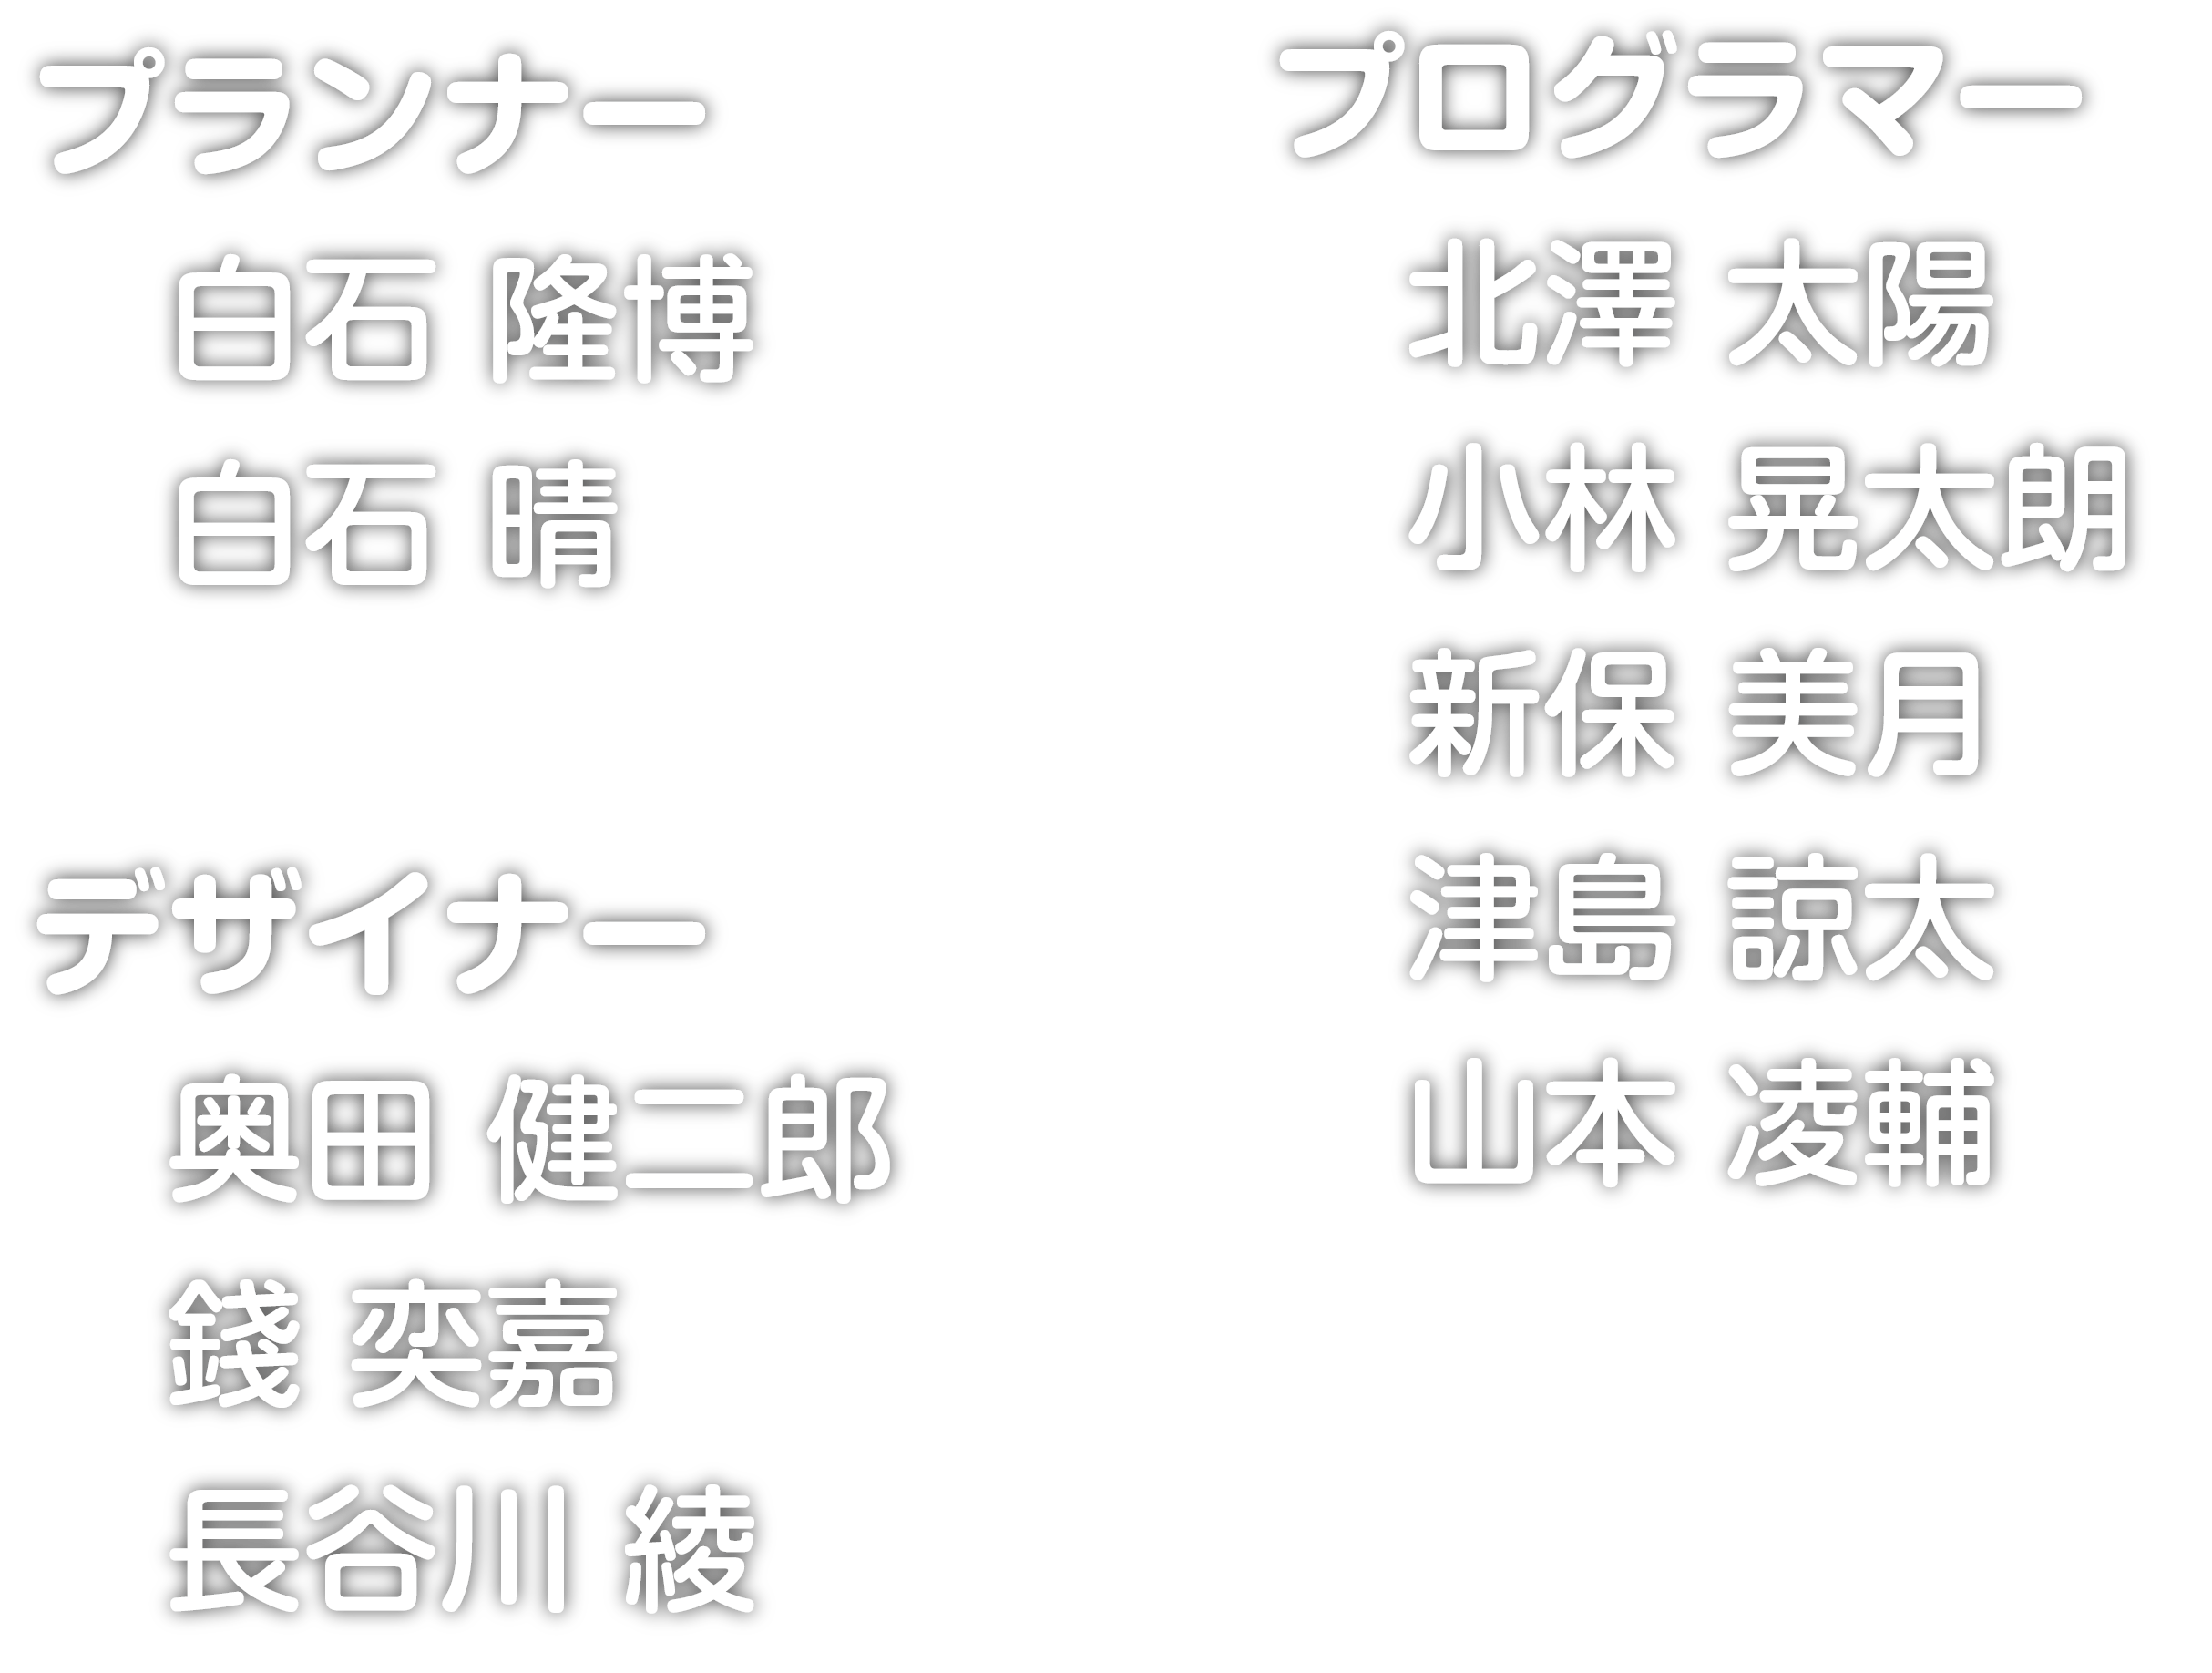 プランナー
白石 隆博
白石 晴
デザイナー
奥田 健二郎
錢 奕嘉
長谷川 綾
プログラマー
北澤 太陽
小林 晃太朗
新保 美月
津島 諒太
山本 凌輔